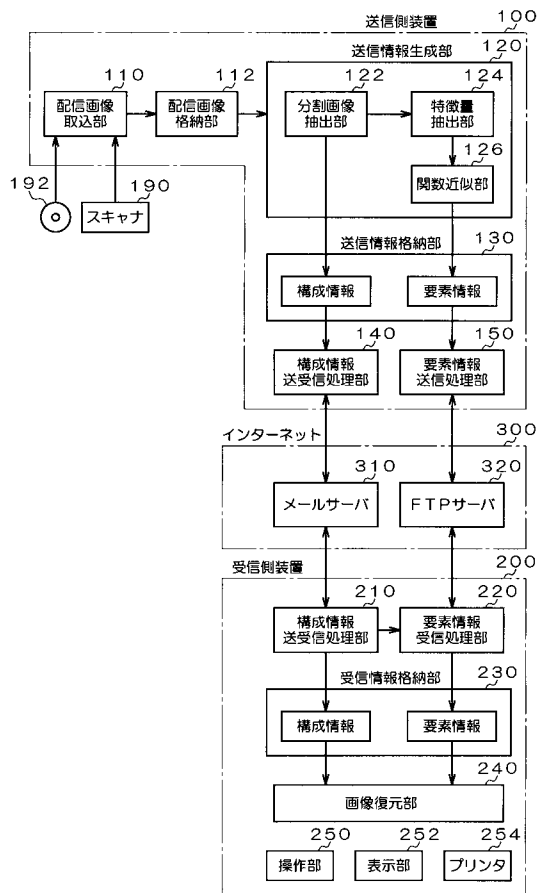 送信側装置
100
送信情報生成部
120
110
配信画像
取込部
112
配信画像
格納部
122
分割画像
抽出部
124
特徴量
抽出部
126
関数近似部
192
190
スキャナ
送信情報格納部
130
構成情報
要素情報
140
構成情報
送受信処理部
150
要素情報
送信処理部
インターネット
300
310
メールサーバ
320
FTPサーバ
受信側装置
200
210
構成情報
送受信処理部
220
要素情報
受信処理部
受信情報格納部
230
構成情報
要素情報
240
画像復元部
250
操作部
252
表示部
254
プリンタ